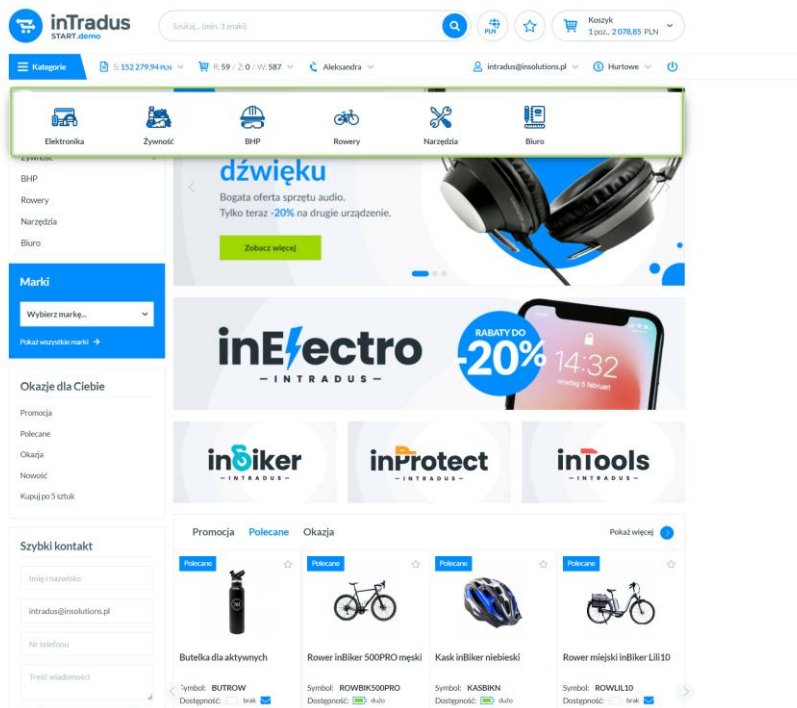 inTradus
START.demo
Szukaj... (min. 3 znaki)
PLN
Koszyk
1 poz., 2 078,85 PLN
Kategorie
S: 152 279,94 PLN
R: 59 / Z: 0 / W: 587
Aleksandra
intradus@insolutions.pl
Hurtowe
Elektronika
Żywność
BHP
Rowery
Narzędzia
Biuro
Żywność
BHP
Rowery
Narzędzia
Biuro
dźwięku
Bogata oferta sprzętu audio.
Tylko teraz -20% na drugie urządzenie.
Zobacz więcej
Marki
Wybierz markę...
Pokaż wszystkie marki
inElectro
– INTRADUS –
RABATY DO
-20%
14:32
Okazje dla Ciebie
Promocja
Polecane
Okazja
Nowość
Kupuj po 5 sztuk
inBiker
– INTRADUS –
inProtect
– INTRADUS –
inTools
– INTRADUS –
Promocja Polecane Okazja
Pokaż więcej
Szybki kontakt
Imię i nazwisko
intradus@insolutions.pl
Nr telefonu
Treść wiadomości
Polecane
Butelka dla aktywnych
Symbol: BUTROW
Dostępność: brak
Polecane
Rower inBiker 500PRO męski
Symbol: ROWBIK500PRO
Dostępność: dużo
Polecane
Kask inBiker niebieski
Symbol: KASBIKN
Dostępność: dużo
Polecane
Rower miejski inBiker Lili10
Symbol: ROWLIL10
Dostępność: brak